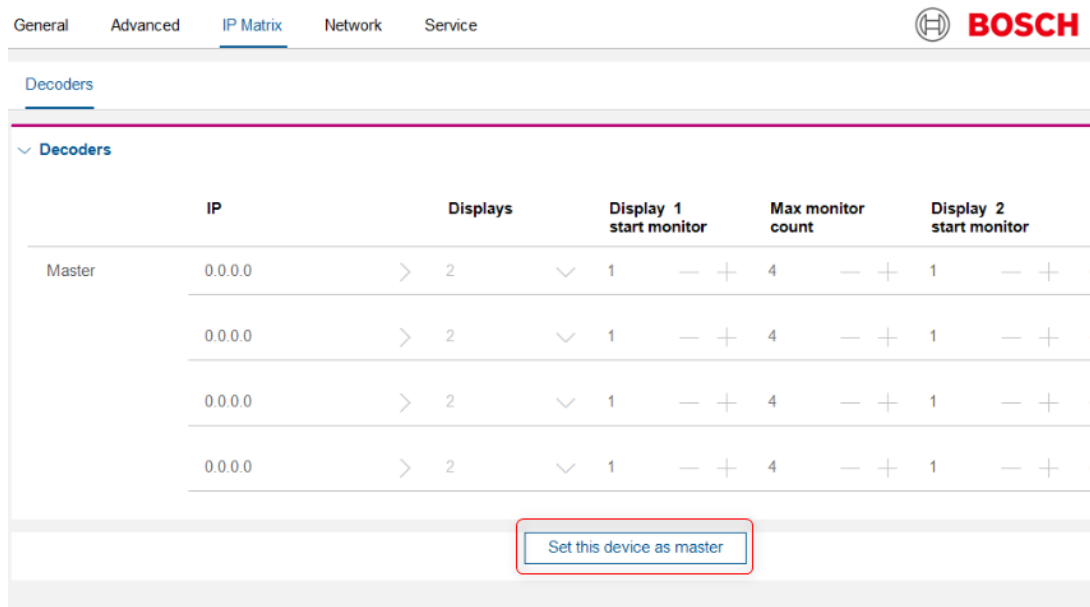 General Advanced IP Matrix Network Service BOSCH
Decoders
Decoders
IP Displays Display 1 start monitor Max monitor count Display 2 start monitor
Master 0.0.0.0 2 1 4 1
0.0.0.0 2 1 4 1
0.0.0.0 2 1 4 1
0.0.0.0 2 1 4 1
Set this device as master